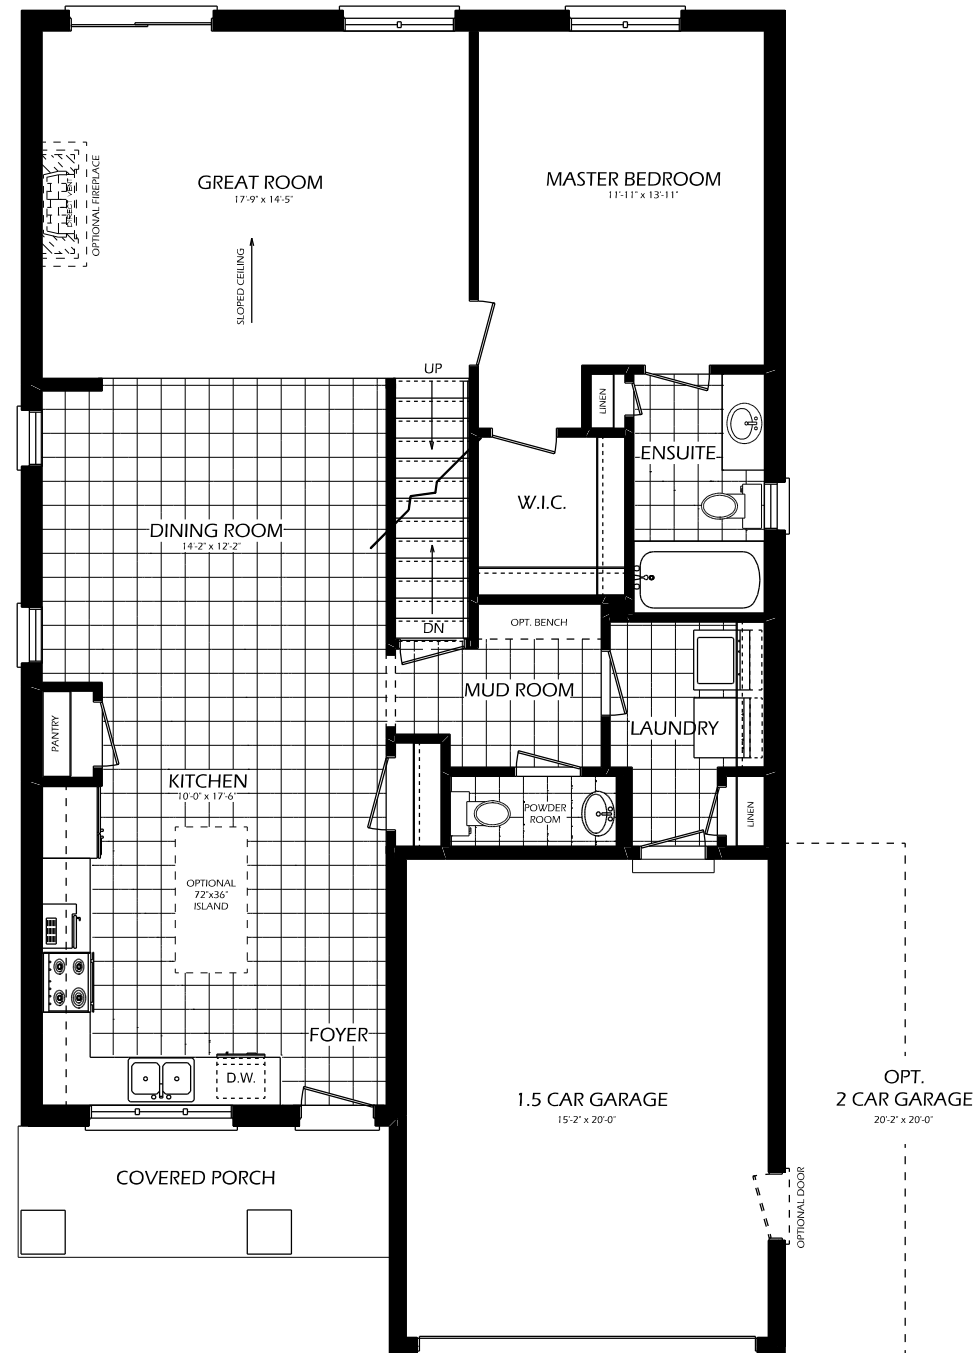 GREAT ROOM
17'-9" x 14'-5"
MASTER BEDROOM
11'-11" x 13'-11"
OPTIONAL FIREPLACE
SLOPED CEILING
UP
LINEN
ENSUITE
W.I.C.
DINING ROOM
14'-2" x 12'-2"
DN
OPT. BENCH
MUD ROOM
PANTRY
LAUNDRY
KITCHEN
10'-0" x 17'-6"
POWDER
ROOM
LINEN
OPTIONAL
72"x36"
ISLAND
FOYER
D.W.
1.5 CAR GARAGE
15'-2" x 20'-0"
OPT.
2 CAR GARAGE
20'-2" x 20'-0"
COVERED PORCH
OPTIONAL DOOR